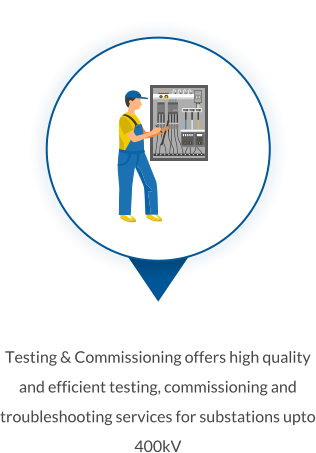 Testing & Commissioning offers high quality
and efficient testing, commissioning and
troubleshooting services for substations upto
400kV